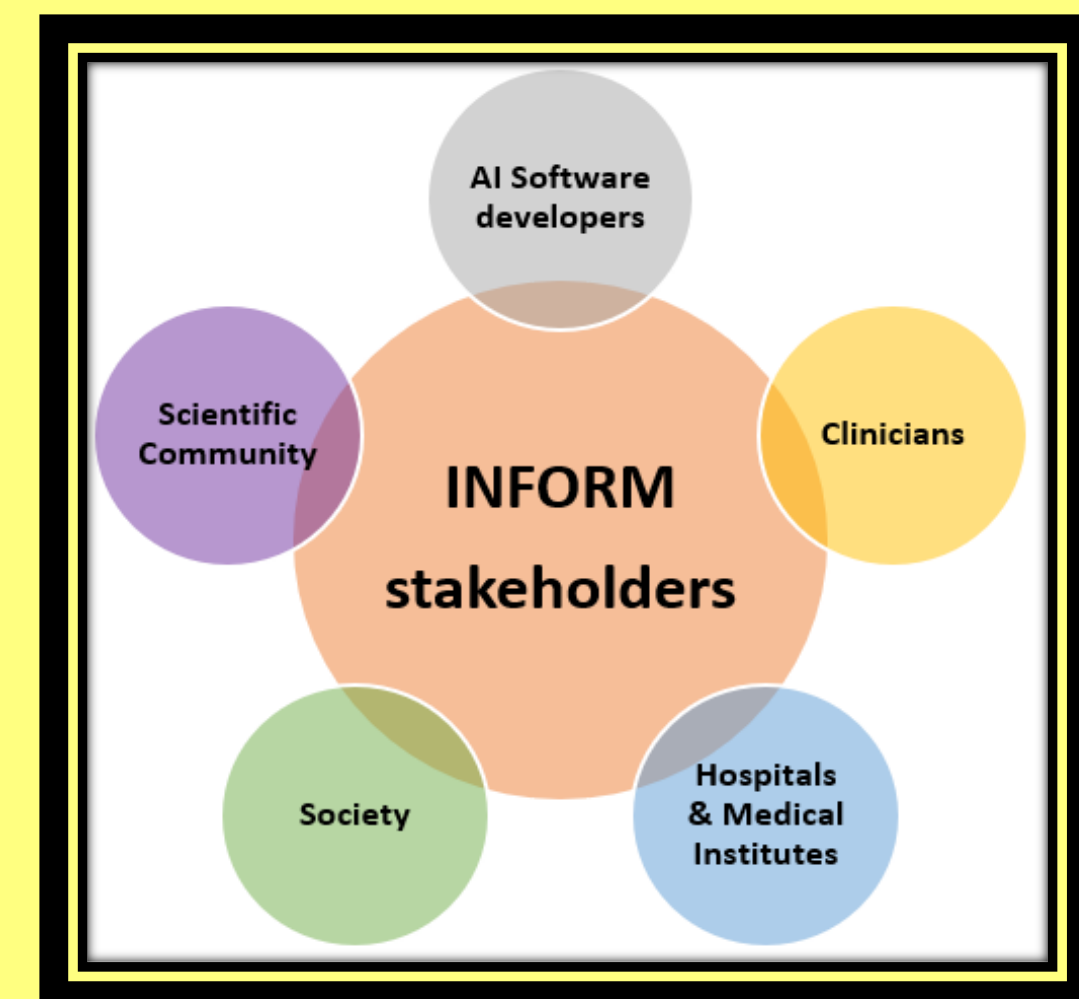 AI Software
developers
Scientific
Community
Clinicians
INFORM
stakeholders
Society
Hospitals
& Medical
Institutes